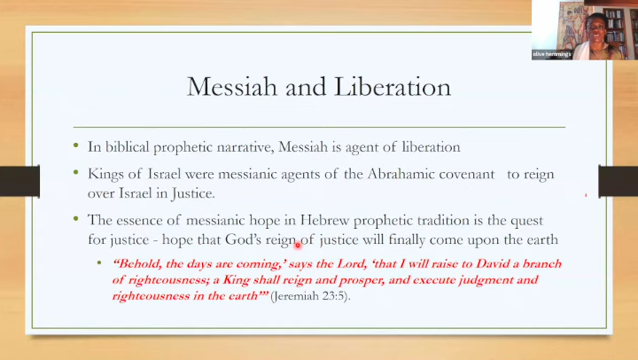 olive hemmings
Messiah and Liberation
• In biblical prophetic narrative, Messiah is agent of liberation
• Kings of Israel were messianic agents of the Abrahamic covenant to reign
over Israel in Justice.
• The essence of messianic hope in Hebrew prophetic tradition is the quest
for justice - hope that God's reign of justice will finally come upon the earth
• "Behold, the days are coming,' says the Lord, 'that I will raise to David a branch
of righteousness; a King shall reign and prosper, and execute judgment and
righteousness in the earth'" (Jeremiah 23:5).